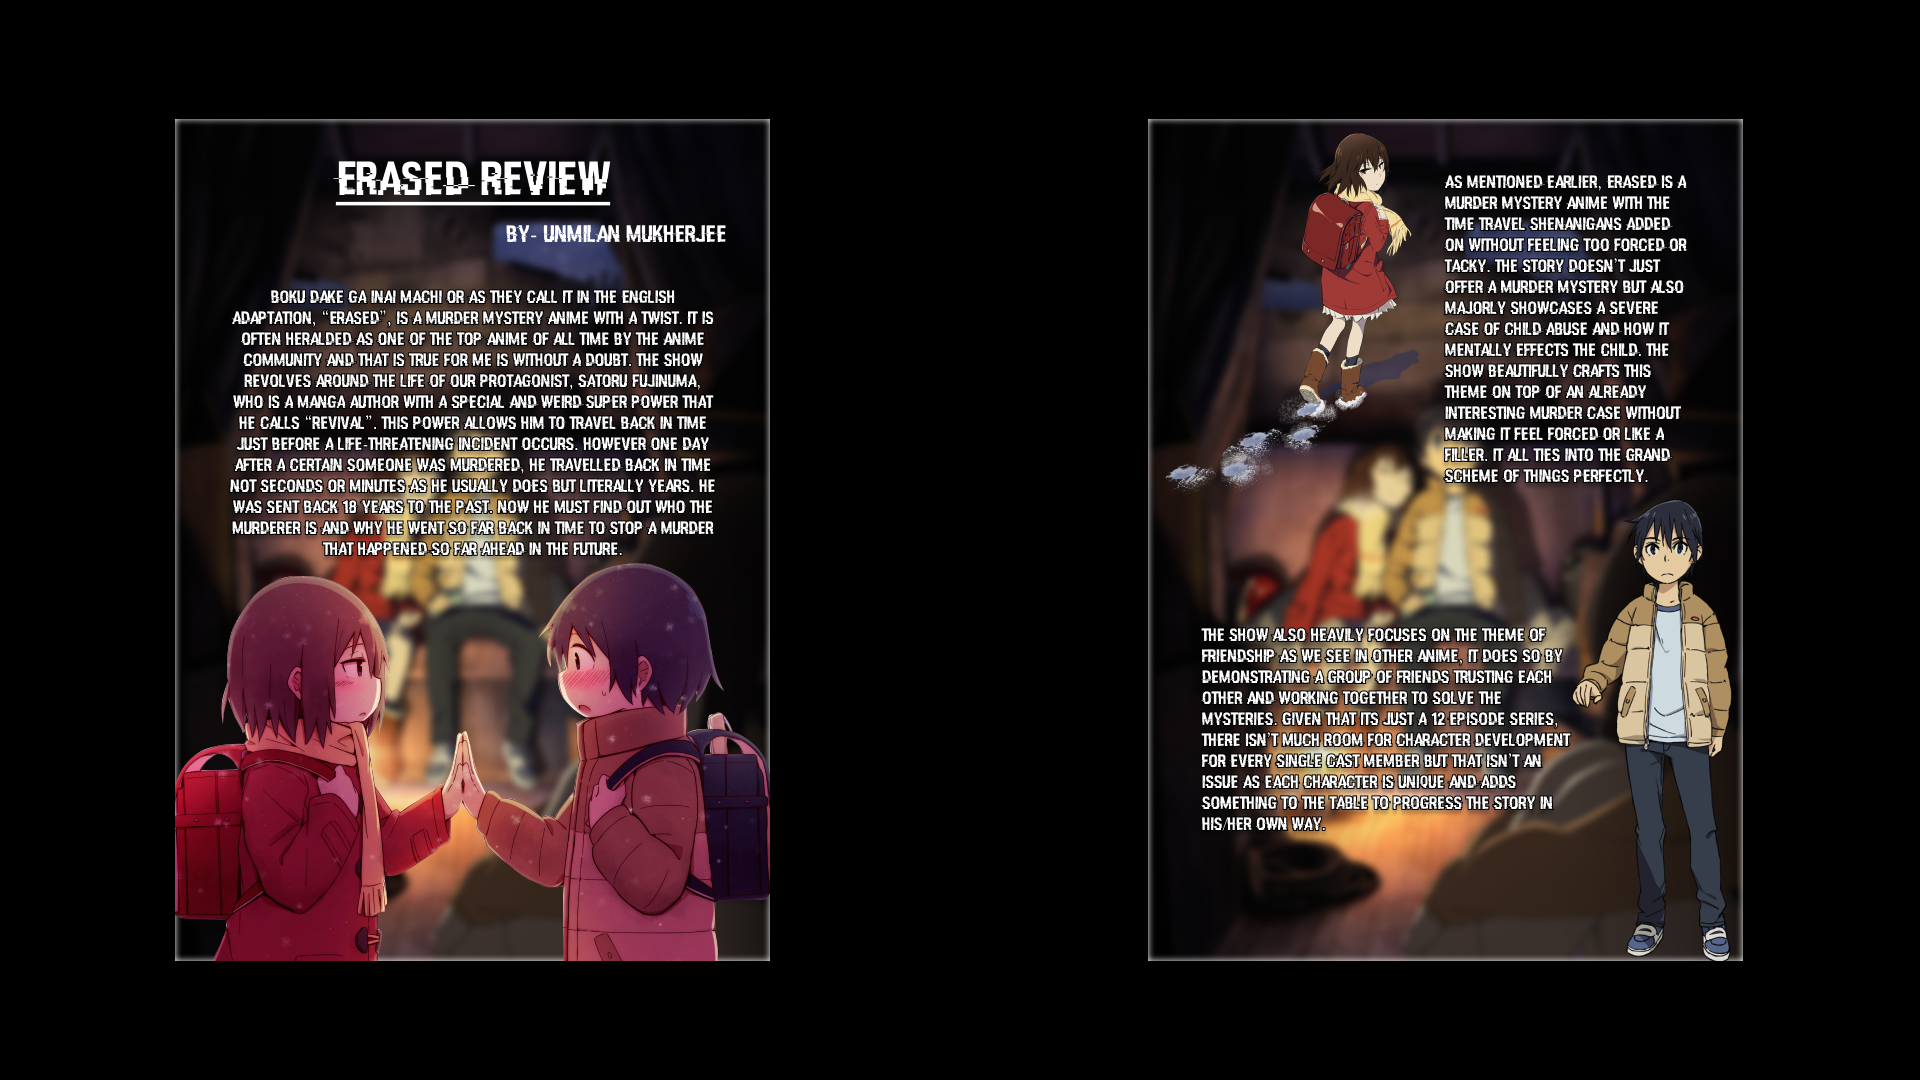 ERASED REVIEW
BY- UNMILAN MUKHERJEE
BOKU DAKE GA INAI MACHI OR AS THEY CALL IT IN THE ENGLISH
ADAPTATION, “ERASED”, IS A MURDER MYSTERY ANIME WITH A TWIST. IT IS
OFTEN HERALDED AS ONE OF THE TOP ANIME OF ALL TIME BY THE ANIME
COMMUNITY AND THAT IS TRUE FOR ME IS WITHOUT A DOUBT. THE SHOW
REVOLVES AROUND THE LIFE OF OUR PROTAGONIST, SATORU FUJINUMA,
WHO IS A MANGA AUTHOR WITH A SPECIAL AND WEIRD SUPER POWER THAT
HE CALLS “REVIVAL”. THIS POWER ALLOWS HIM TO TRAVEL BACK IN TIME
JUST BEFORE A LIFE-THREATENING INCIDENT OCCURS. HOWEVER ONE DAY
AFTER A CERTAIN SOMEONE WAS MURDERED, HE TRAVELLED BACK IN TIME
NOT SECONDS OR MINUTES AS HE USUALLY DOES BUT LITERALLY YEARS. HE
WAS SENT BACK 18 YEARS TO THE PAST. NOW HE MUST FIND OUT WHO THE
MURDERER IS AND WHY HE WENT SO FAR BACK IN TIME TO STOP A MURDER
THAT HAPPENED SO FAR AHEAD IN THE FUTURE.
AS MENTIONED EARLIER, ERASED IS A
MURDER MYSTERY ANIME WITH THE
TIME TRAVEL SHENANIGANS ADDED
ON WITHOUT FEELING TOO FORCED OR
TACKY. THE STORY DOESN’T JUST
OFFER A MURDER MYSTERY BUT ALSO
MAJORLY SHOWCASES A SEVERE
CASE OF CHILD ABUSE AND HOW IT
MENTALLY EFFECTS THE CHILD. THE
SHOW BEAUTIFULLY CRAFTS THIS
THEME ON TOP OF AN ALREADY
INTERESTING MURDER CASE WITHOUT
MAKING IT FEEL FORCED OR LIKE A
FILLER. IT ALL TIES INTO THE GRAND
SCHEME OF THINGS PERFECTLY.
THE SHOW ALSO HEAVILY FOCUSES ON THE THEME OF
FRIENDSHIP AS WE SEE IN OTHER ANIME, IT DOES SO BY
DEMONSTRATING A GROUP OF FRIENDS TRUSTING EACH
OTHER AND WORKING TOGETHER TO SOLVE THE
MYSTERIES. GIVEN THAT ITS JUST A 12 EPISODE SERIES,
THERE ISN’T MUCH ROOM FOR CHARACTER DEVELOPMENT
FOR EVERY SINGLE CAST MEMBER BUT THAT ISN’T AN
ISSUE AS EACH CHARACTER IS UNIQUE AND ADDS
SOMETHING TO THE TABLE TO PROGRESS THE STORY IN
HIS/HER OWN WAY.